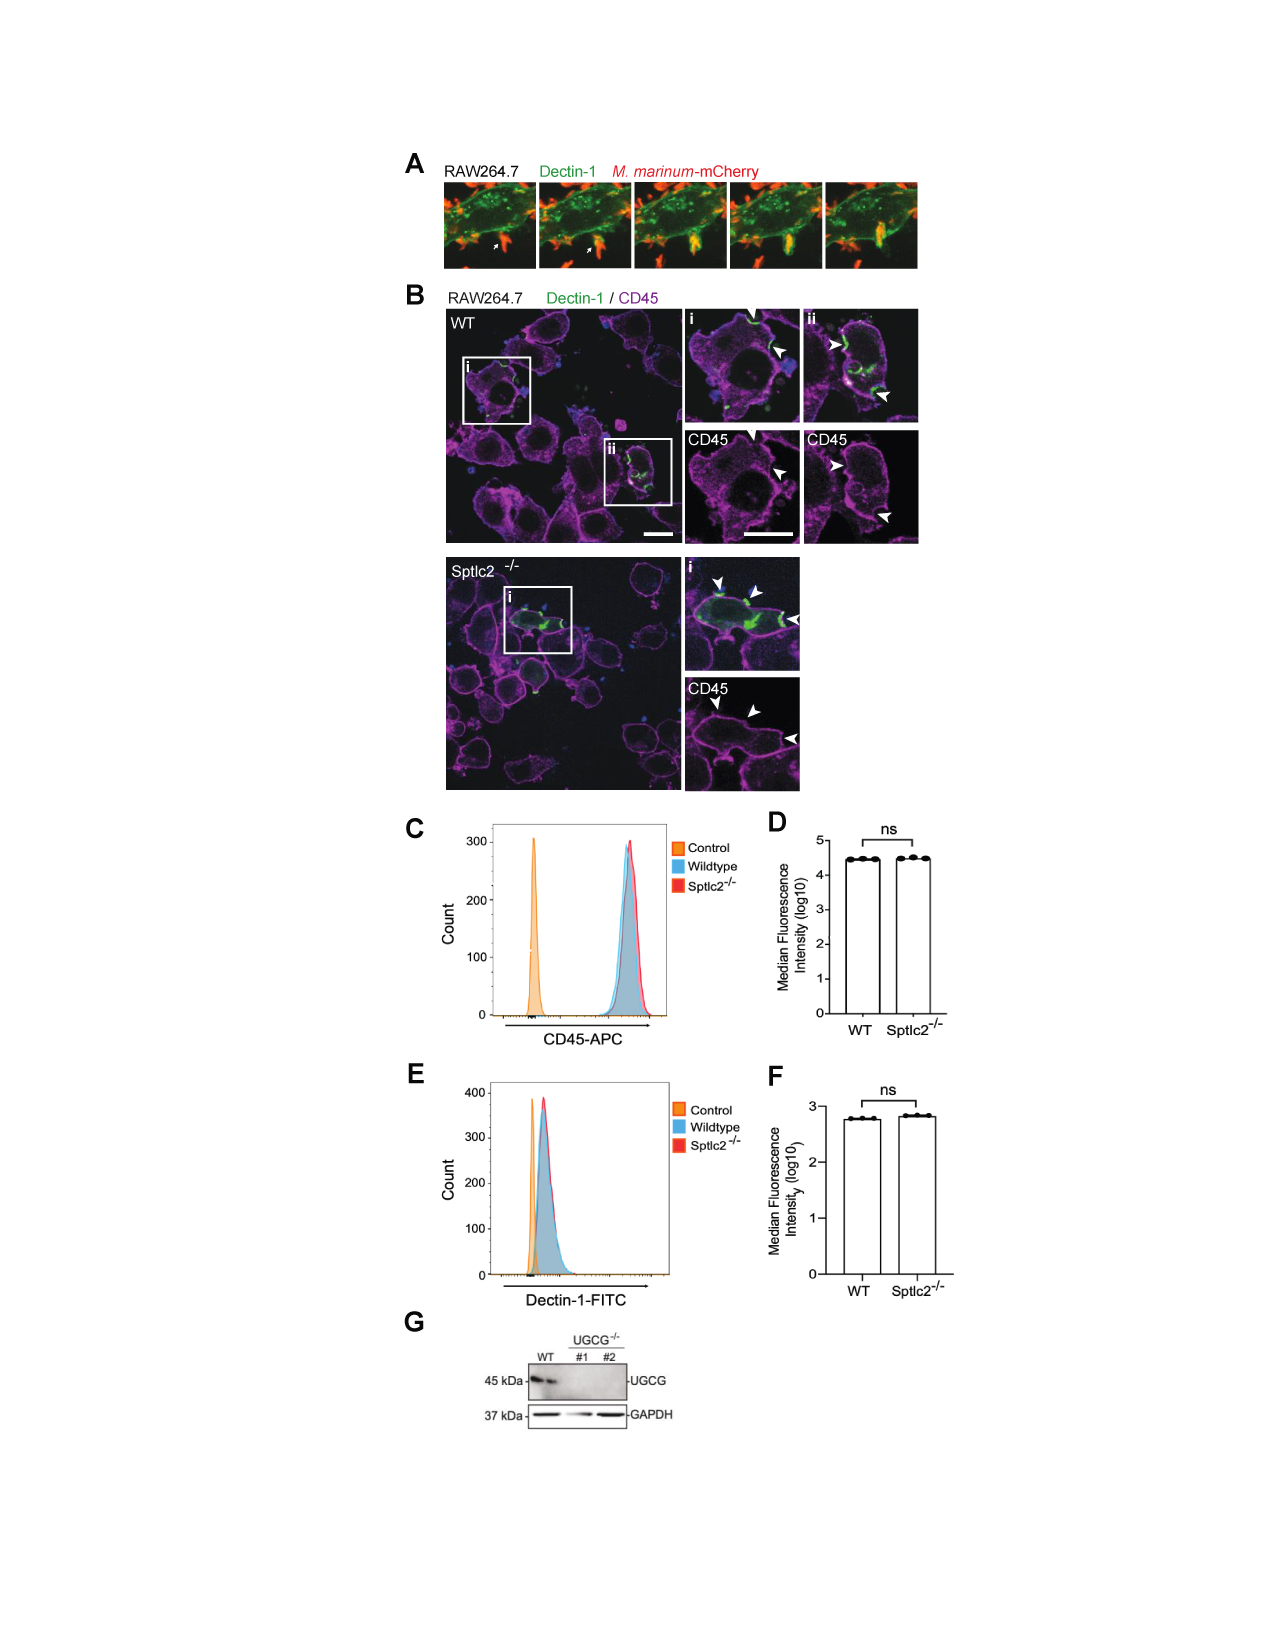 A
RAW264.7 Dectin-1 M. marinum-mCherry
B
RAW264.7 Dectin-1 / CD45
WT
i
ii
i
ii
CD45
CD45
Sptlc2 -/-
i
i
CD45
C
300
200
100
0
Count
CD45-APC
Control
Wildtype
Sptlc2-/-
D
ns
5
4
3
2
1
0
Median Fluorescence
Intensity (log10)
WT Sptlc2-/-
E
400
300
200
100
0
Count
Dectin-1-FITC
Control
Wildtype
Sptlc2-/-
F
ns
3
2
1
0
Median Fluorescence
Intensity (log10)
WT Sptlc2-/-
G
UGCG-/-
WT #1 #2
45 kDa UGCG
37 kDa GAPDH